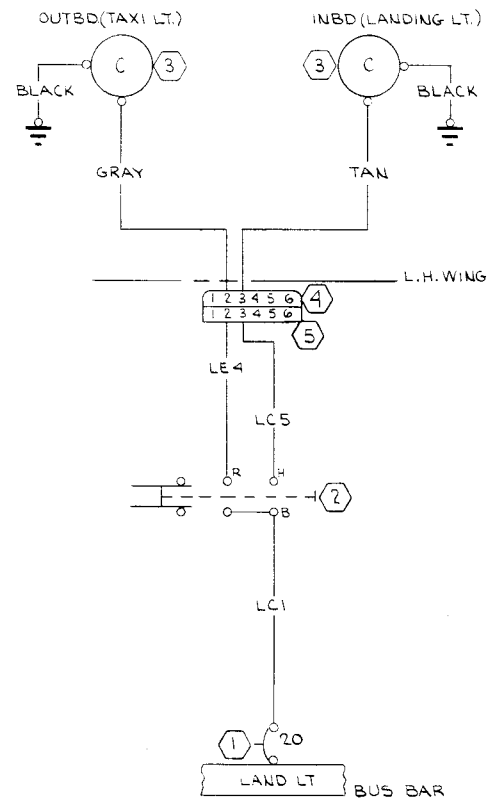 OUTBD (TAXI LT.) INBD (LANDING LT.)
C 3 3 C
BLACK BLACK
GRAY TAN
L.H. WING
1 2 3 4 5 6 4
1 2 3 4 5 6
5
LE4
LC5
R H
2
B
LC1
1 20
LAND LT
BUS BAR